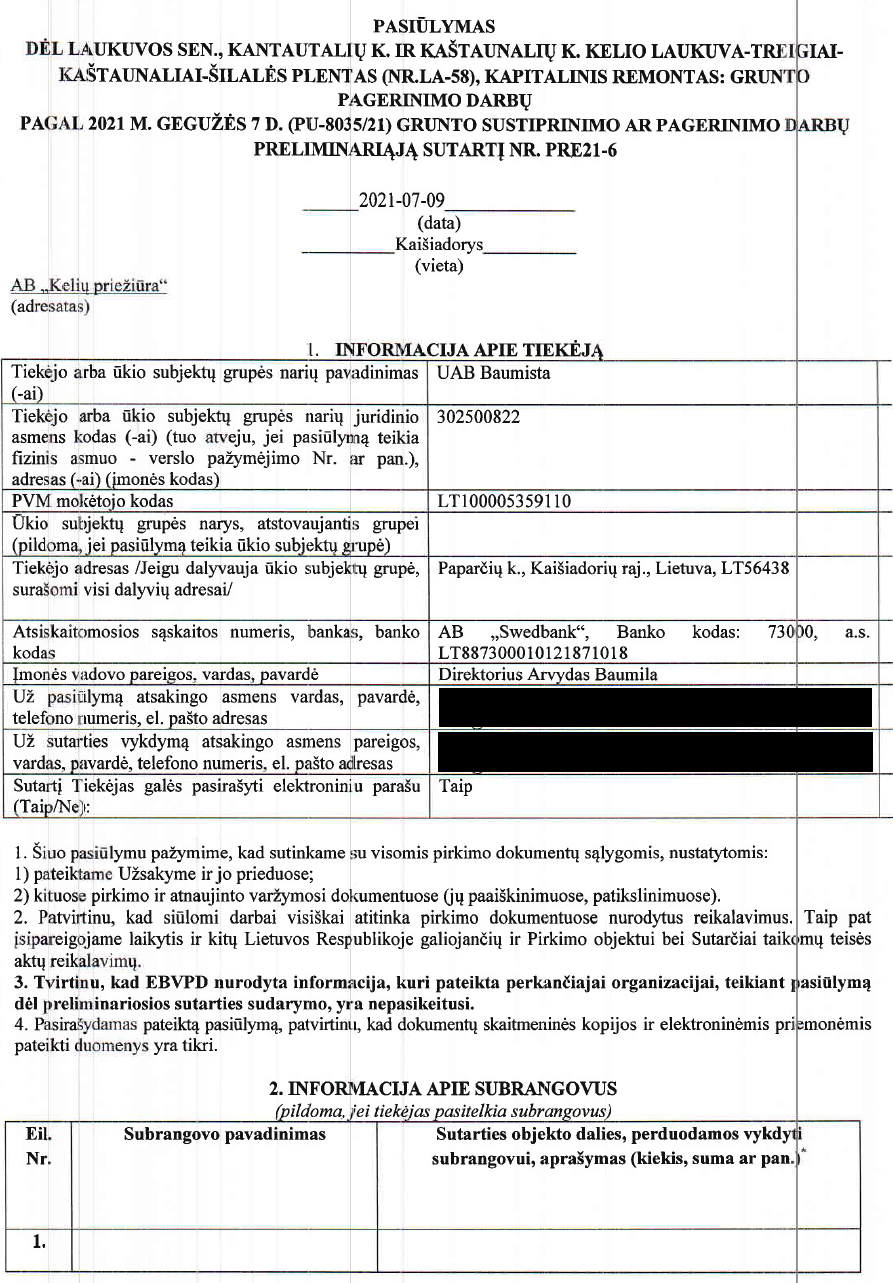 PASIŪLYMAS
DĖL LAUKUVOS SEN., KANTAUTALIŲ K. IR KAŠTAUNALIŲ K. KELIO LAUKUVA-TREIGIAI-
KAŠTAUNALIAI-ŠILALĖS PLENTAS (NR.LA-58), KAPITALINIS REMONTAS: GRUNTO
PAGERINIMO DARBŲ
PAGAL 2021 M. GEGUŽĖS 7 D. (PU-8035/21) GRUNTO SUSTIPRINIMO AR PAGERINIMO DARBŲ
PRELIMINARIĄJĄ SUTARTĮ NR. PRE21-6
______2021-07-09______________
(data)
__________Kaišiadorys__________
(vieta)
AB „Kelių priežiūra“
(adresatas)
1. INFORMACIJA APIE TIEKĖJĄ
Tiekėjo arba ūkio subjektų grupės narių pavadinimas
(-ai)
UAB Baumista
Tiekėjo arba ūkio subjektų grupės narių juridinio
asmens kodas (-ai) (tuo atveju, jei pasiūlymą teikia
fizinis asmuo - verslo pažymėjimo Nr. ar pan.),
adresas (-ai) (įmonės kodas)
302500822
PVM mokėtojo kodas
LT100005359110
Ūkio subjektų grupės narys, atstovaujantis grupei
(pildoma, jei pasiūlymą teikia ūkio subjektų grupė)
Tiekėjo adresas /Jeigu dalyvauja ūkio subjektų grupė,
surašomi visi dalyvių adresai/
Paparčių k., Kaišiadorių raj., Lietuva, LT56438
Atsiskaitomosios sąskaitos numeris, bankas, banko
kodas
AB „Swedbank“, Banko kodas: 73000, a.s.
LT887300010121871018
Įmonės vadovo pareigos, vardas, pavardė
Direktorius Arvydas Baumila
Už pasiūlymą atsakingo asmens vardas, pavardė,
telefono numeris, el. pašto adresas
Už sutarties vykdymą atsakingo asmens pareigos,
vardas, pavardė, telefono numeris, el. pašto adresas
Sutartį Tiekėjas galės pasirašyti elektroniniu parašu
(Taip/Ne):
Taip
1. Šiuo pasiūlymu pažymime, kad sutinkame su visomis pirkimo dokumentų sąlygomis, nustatytomis:
1) pateiktame Užsakyme ir jo prieduose;
2) kituose pirkimo ir atnaujinto varžymosi dokumentuose (jų paaiškinimuose, patikslinimuose).
2. Patvirtinu, kad siūlomi darbai visiškai atitinka pirkimo dokumentuose nurodytus reikalavimus. Taip pat
įsipareigojame laikytis ir kitų Lietuvos Respublikoje galiojančių ir Pirkimo objektui bei Sutarčiai taikomų teisės
aktų reikalavimų.
3. Tvirtinu, kad EBVPD nurodyta informacija, kuri pateikta perkančiajai organizacijai, teikiant pasiūlymą
dėl preliminariosios sutarties sudarymo, yra nepasikeitusi.
4. Pasirašydamas pateiktą pasiūlymą, patvirtinu, kad dokumentų skaitmeninės kopijos ir elektroninėmis priemonėmis
pateikti duomenys yra tikri.
2. INFORMACIJA APIE SUBRANGOVUS
(pildoma, jei tiekėjas pasitelkia subrangovus)
Eil.
Nr.
Subrangovo pavadinimas
Sutarties objekto dalies, perduodamos vykdyti
subrangovui, aprašymas (kiekis, suma ar pan.)*
1.